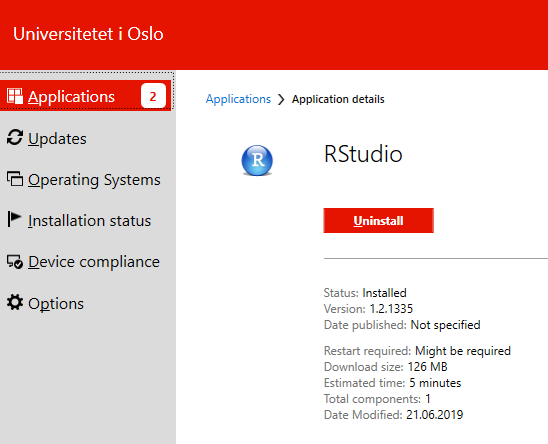 Universitetet i Oslo
Applications 2
Updates
Operating Systems
Installation status
Device compliance
Options
Applications > Application details
R
RStudio
Uninstall
Status: Installed
Version: 1.2.1335
Date published: Not specified
Restart required: Might be required
Download size: 126 MB
Estimated time: 5 minutes
Total components: 1
Date Modified: 21.06.2019